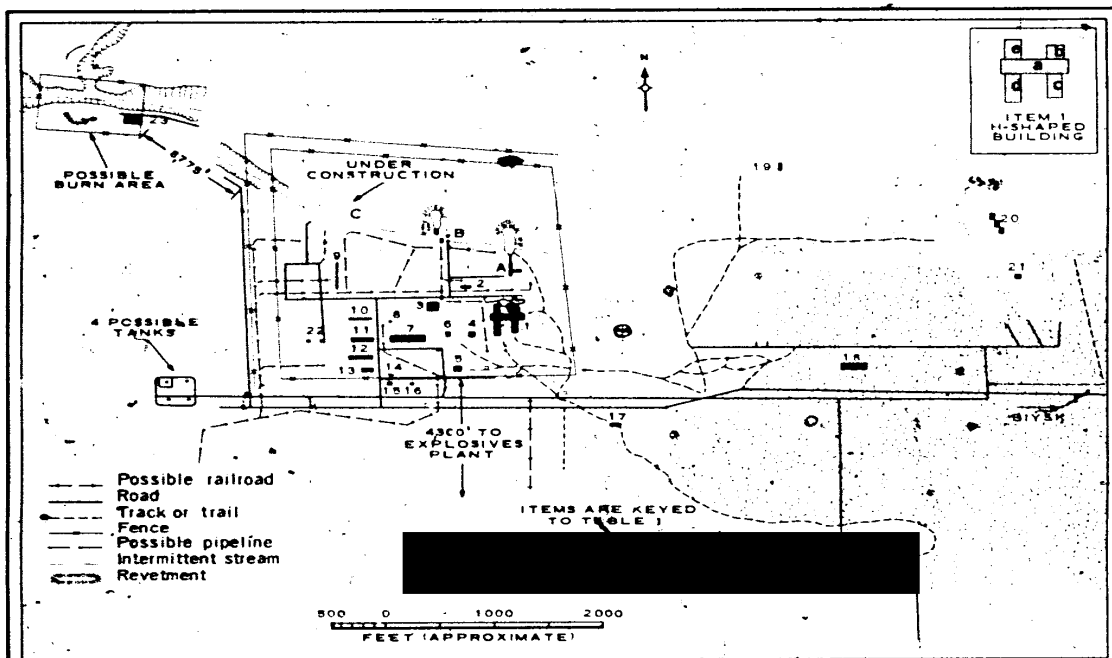 N
e b
a
d c
ITEM 1
H-SHAPED
BUILDING
23
8775'
POSSIBLE
BURN AREA
UNDER
CONSTRUCTION
C
B
A
19
20
21
9
2
3
1
10
8
11
7
6
4
12
22
13
5
14
15 16
18
17
4 POSSIBLE
TANKS
BIYSK
4300' TO
EXPLOSIVES
PLANT
Possible railroad
Road
Track or trail
Fence
Possible pipeline
Intermittent stream
Revetment
ITEMS ARE KEYED
TO TABLE 1
500 0 1000 2000
FEET (APPROXIMATE)